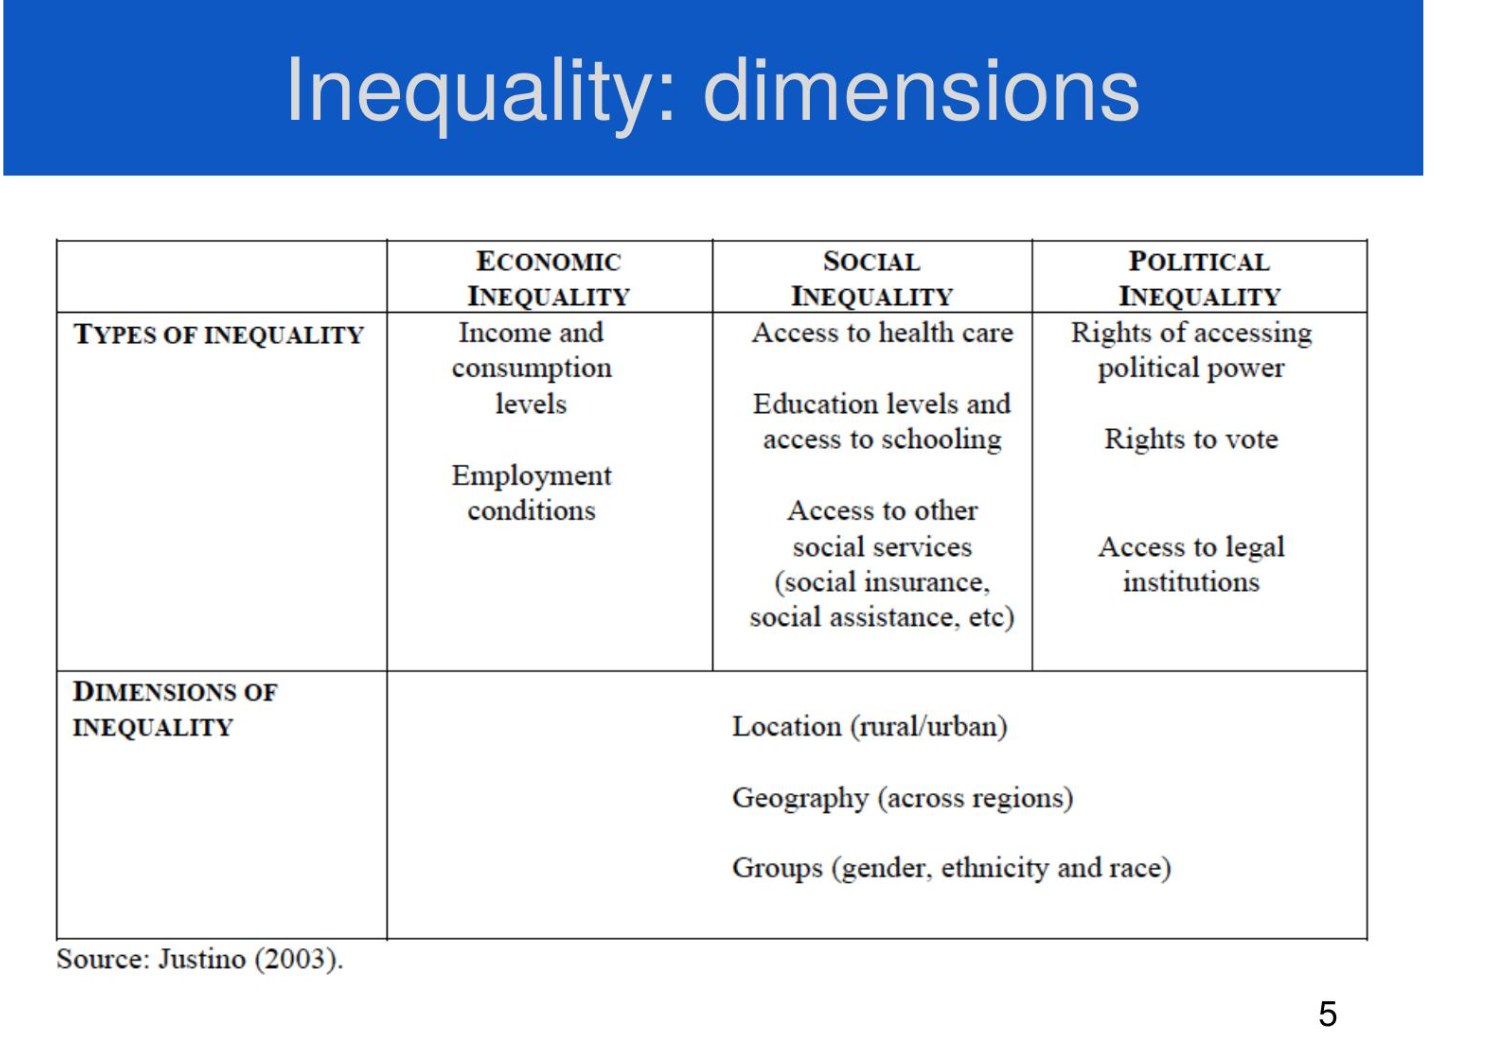 Inequality: dimensions
ECONOMIC
INEQUALITY
SOCIAL
INEQUALITY
POLITICAL
INEQUALITY
TYPES OF INEQUALITY
Income and
consumption
levels
Employment
conditions
Access to health care
Education levels and
access to schooling
Access to other
social services
(social insurance,
social assistance, etc)
Rights of accessing
political power
Rights to vote
Access to legal
institutions
DIMENSIONS OF
INEQUALITY
Location (rural/urban)
Geography (across regions)
Groups (gender, ethnicity and race)
Source: Justino (2003).
5